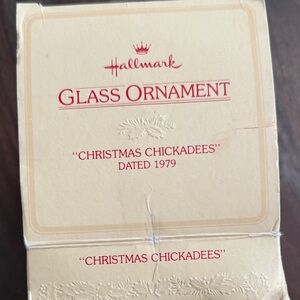 Hallmark
GLASS ORNAMENT
"CHRISTMAS CHICKADEES"
DATED 1979
"CHRISTMAS CHICKADEES"